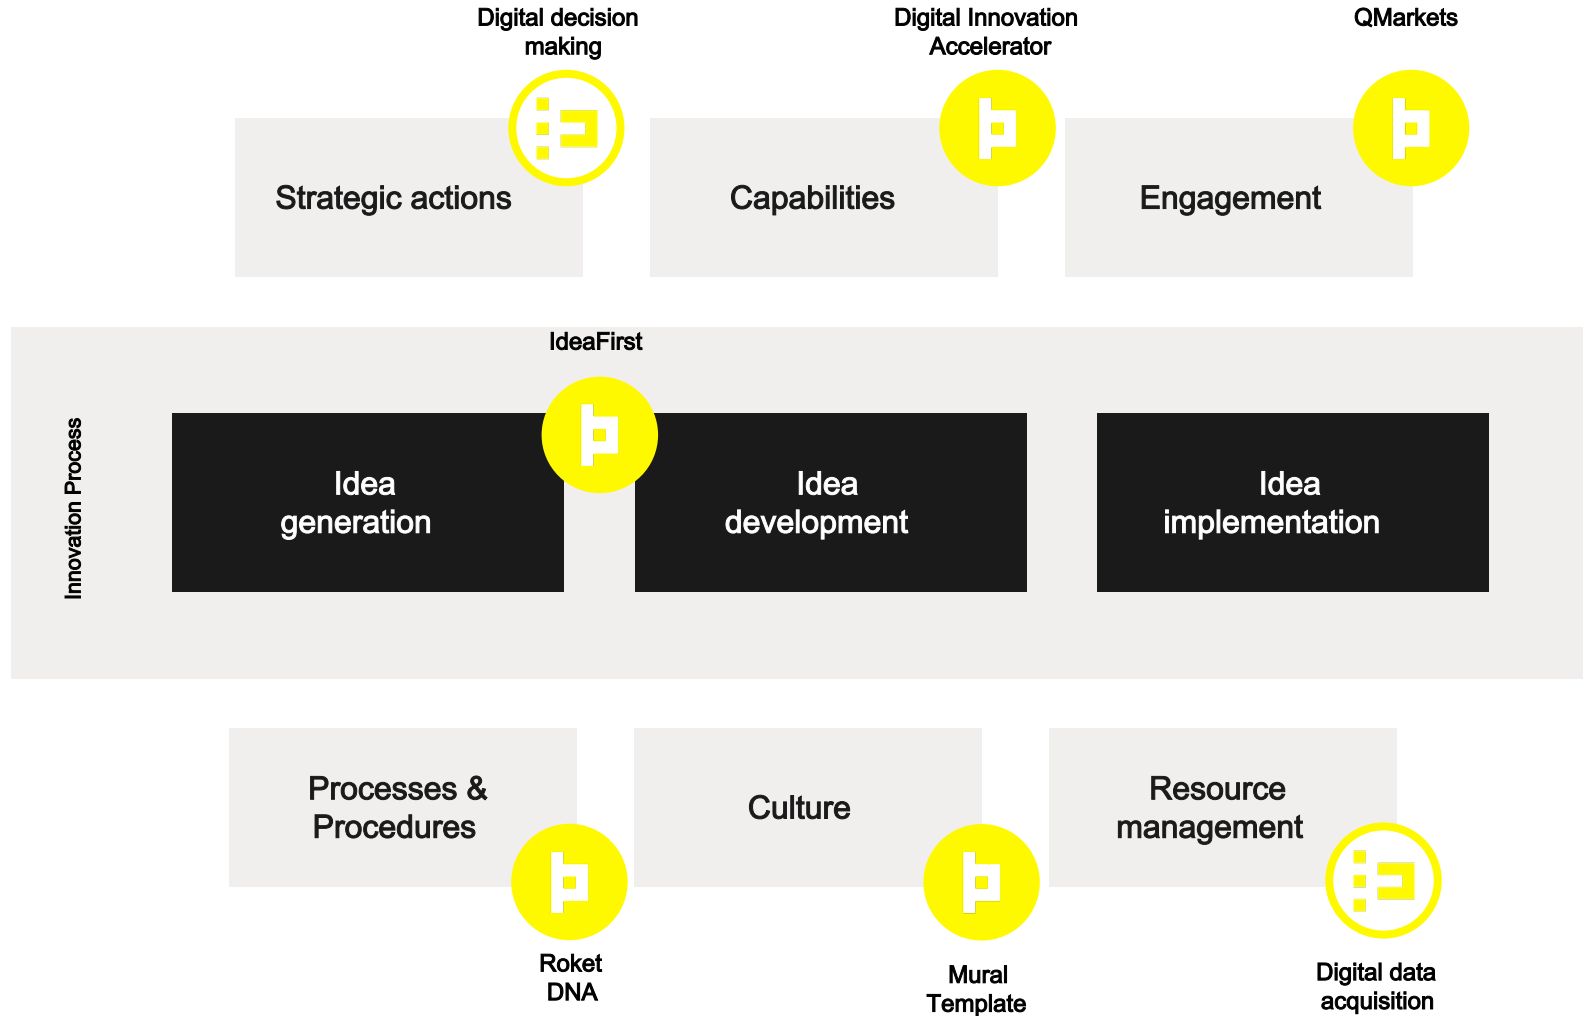 Digital decision
making
Digital Innovation
Accelerator
QMarkets
Strategic actions
Capabilities
Engagement
IdeaFirst
Innovation Process
Idea
generation
Idea
development
Idea
implementation
Processes &
Procedures
Culture
Resource
management
Roket
DNA
Mural
Template
Digital data
acquisition